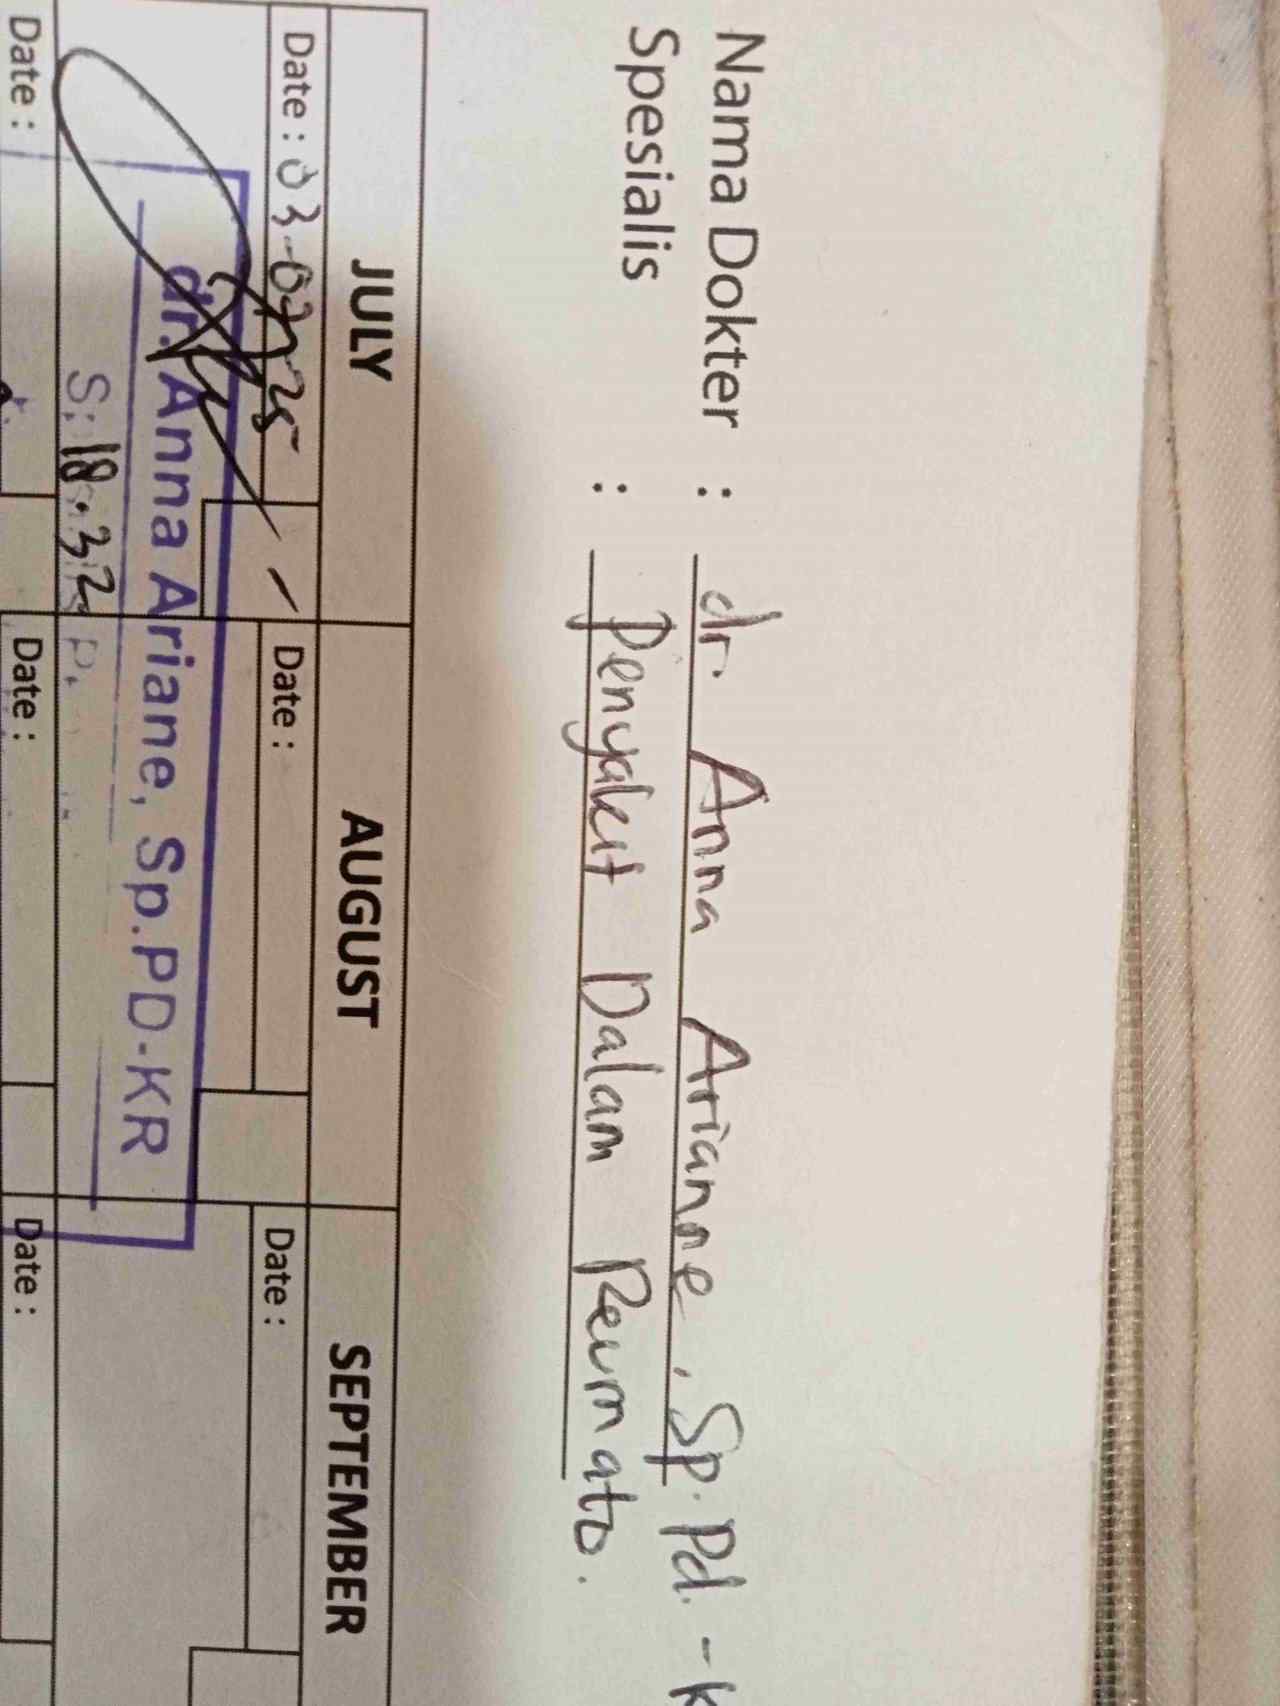 Nama Dokter : dr. Anna Arianne, Sp.Pd.-K
Spesialis : Penyakit Dalam Reumato.
JULY AUGUST SEPTEMBER
Date : 03-07-25 Date : Date :
dr. Anna Ariane, Sp.PD-KR
S: 18.32 P.
Date : Date : Date :